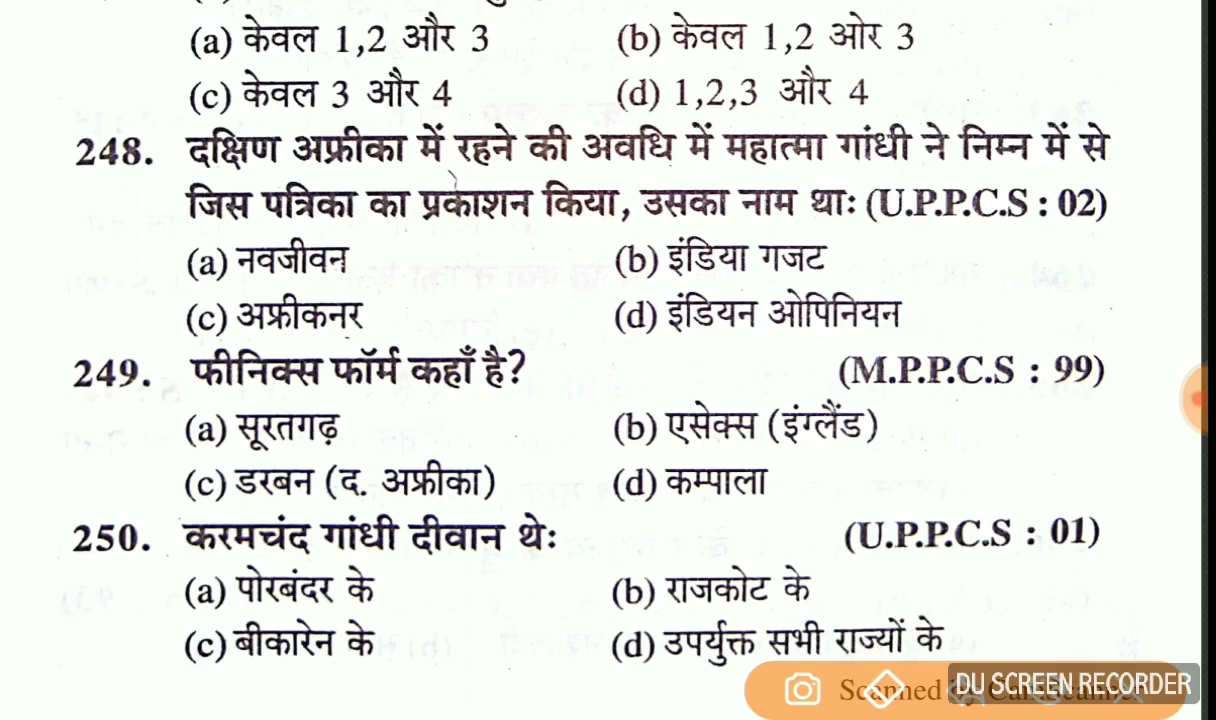 (a) केवल 1,2 और 3 (b) केवल 1,2 ओर 3
(c) केवल 3 और 4 (d) 1,2,3 और 4
248. दक्षिण अफ्रीका में रहने की अवधि में महात्मा गांधी ने निम्न में से
जिस पत्रिका का प्रकाशन किया, उसका नाम थाः (U.P.P.C.S : 02)
(a) नवजीवन (b) इंडिया गजट
(c) अफ्रीकनर (d) इंडियन ओपिनियन
249. फीनिक्स फॉर्म कहाँ है? (M.P.P.C.S : 99)
(a) सूरतगढ़ (b) एसेक्स (इंग्लैंड)
(c) डरबन (द. अफ्रीका) (d) कम्पाला
250. करमचंद गांधी दीवान थेः (U.P.P.C.S : 01)
(a) पोरबंदर के (b) राजकोट के
(c) बीकारेन के (d) उपर्युक्त सभी राज्यों के
Scanned by CamScanner
DU SCREEN RECORDER